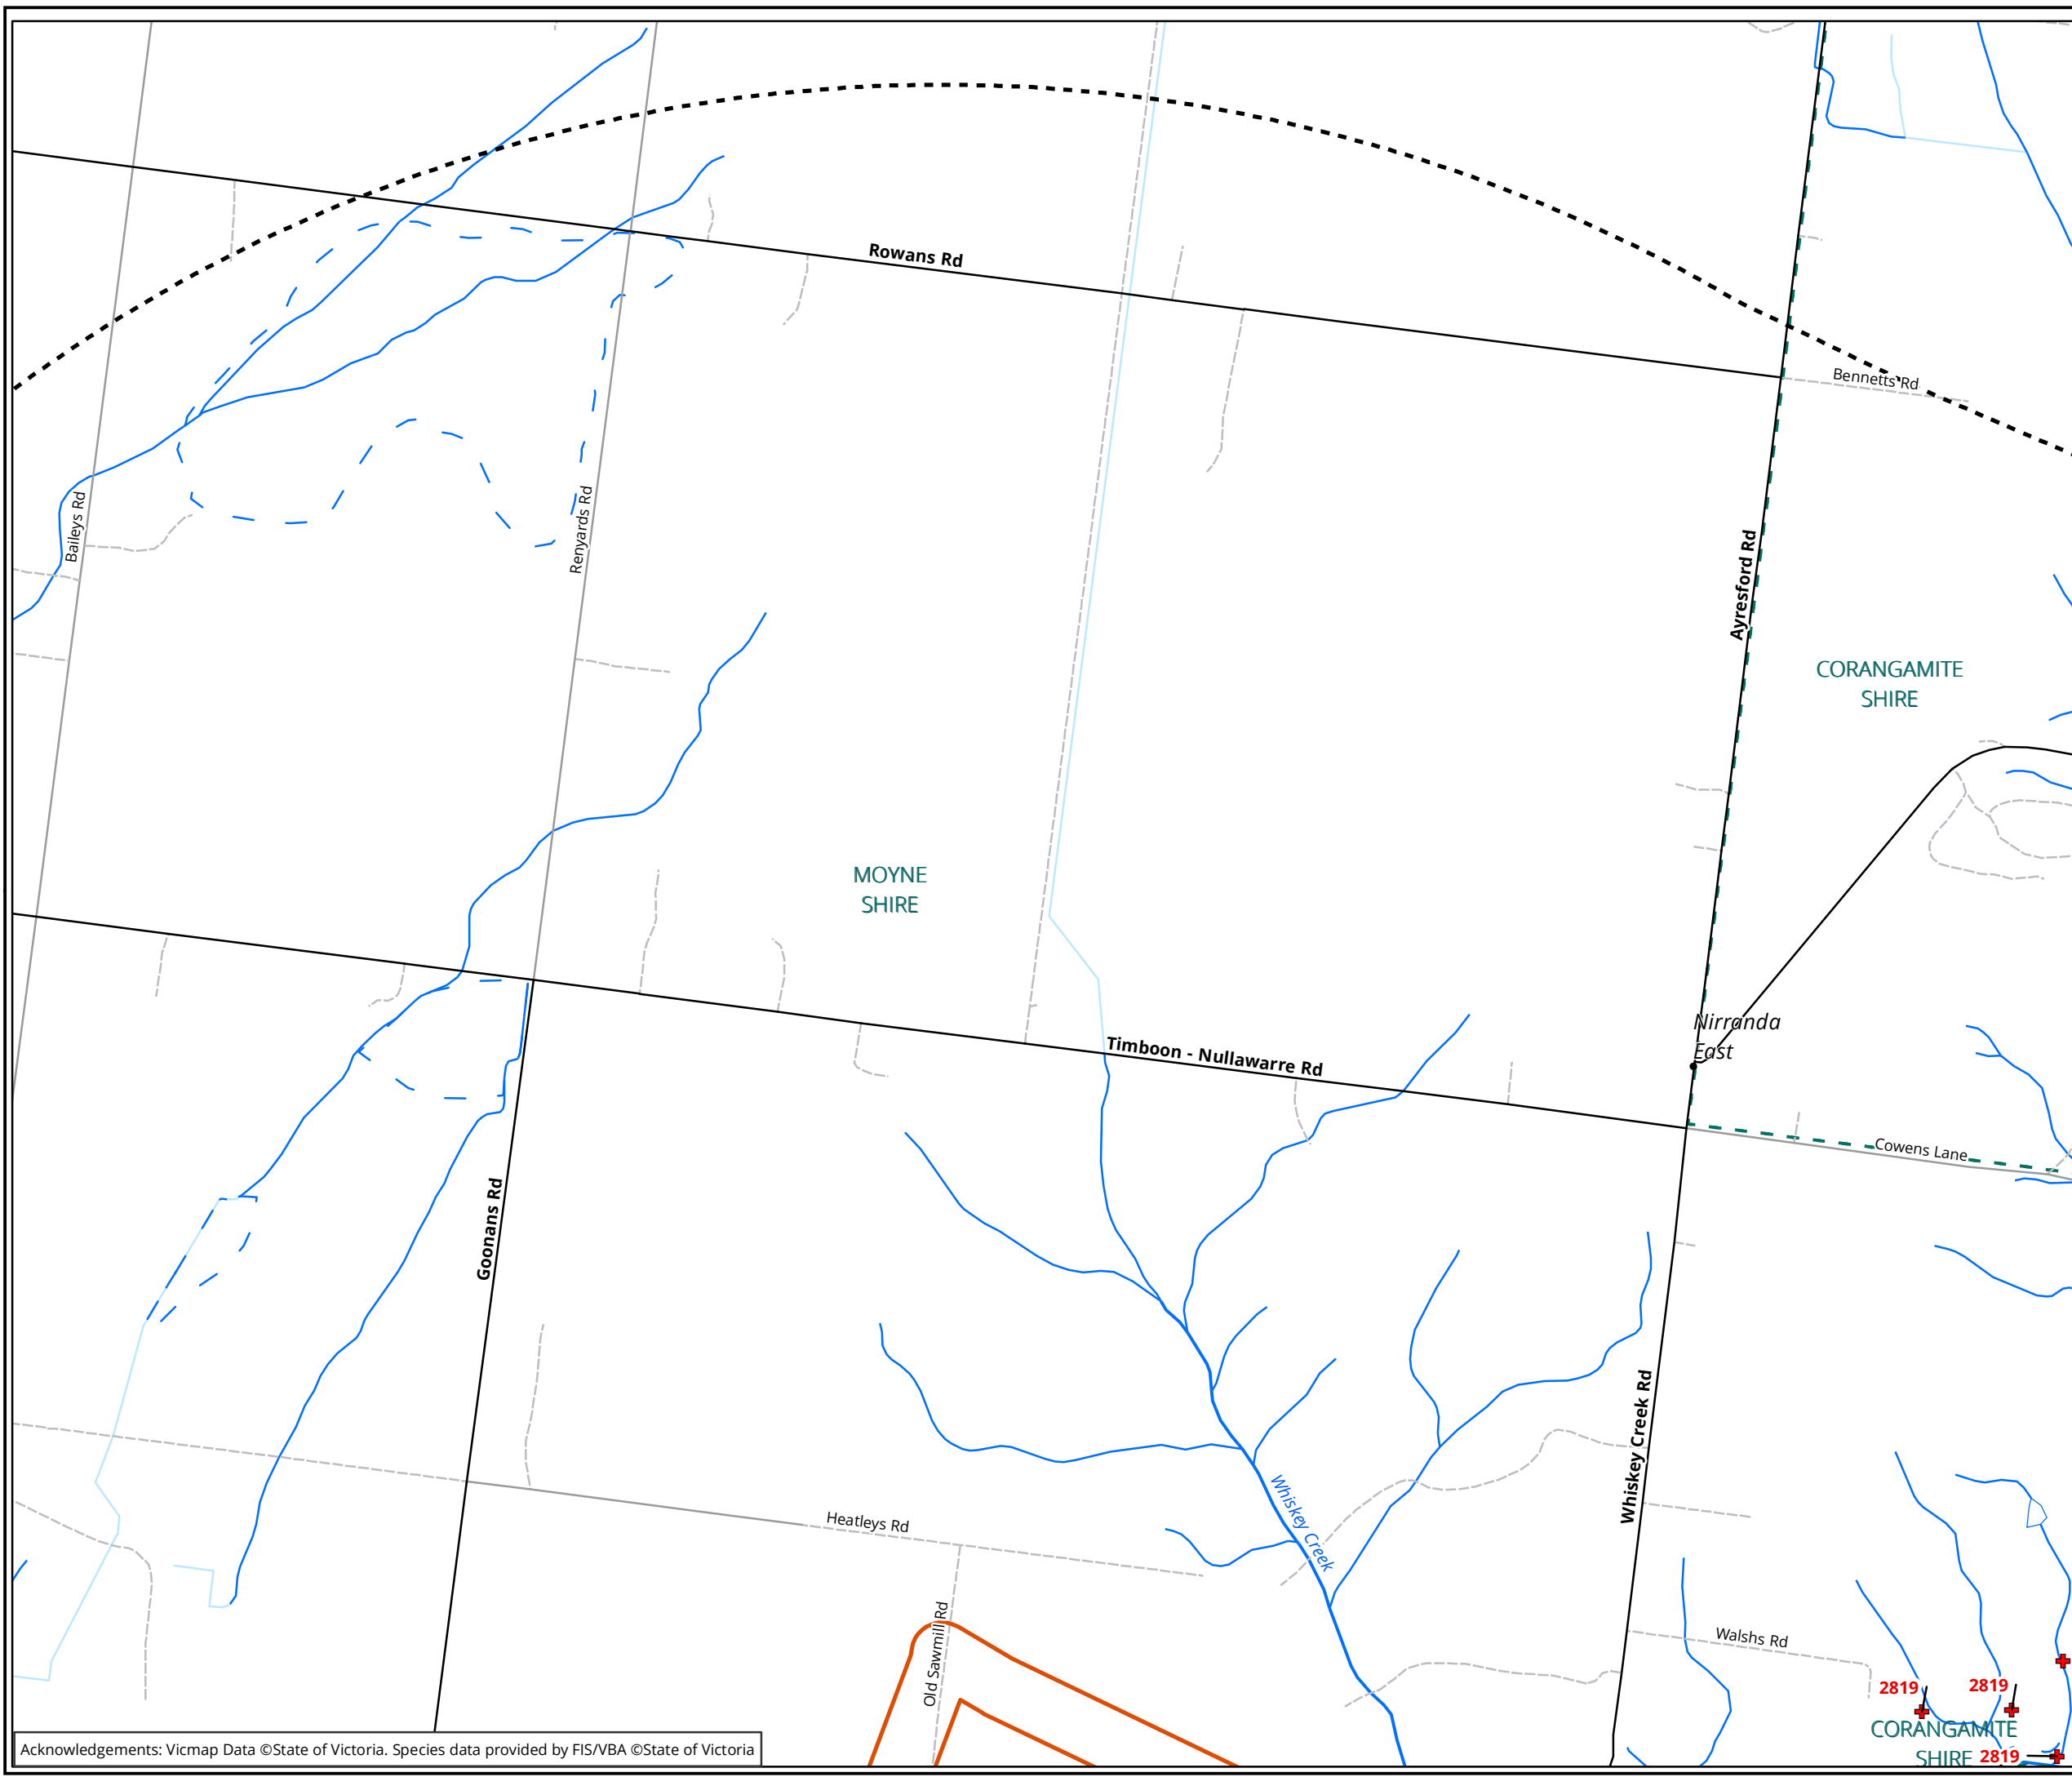 Rowans Rd
Bennetts Rd
Baileys Rd
Renyards Rd
Ayresford Rd
CORANGAMITE
SHIRE
MOYNE
SHIRE
Nirranda
East
Timboon - Nullawarre Rd
Cowens Lane
Goonans Rd
Whiskey Creek Rd
Whiskey Creek
Heatleys Rd
Old Sawmill Rd
Walshs Rd
2819
2819
CORANGAMITE
SHIRE
2819
Acknowledgements: Vicmap Data ©State of Victoria. Species data provided by FIS/VBA ©State of Victoria